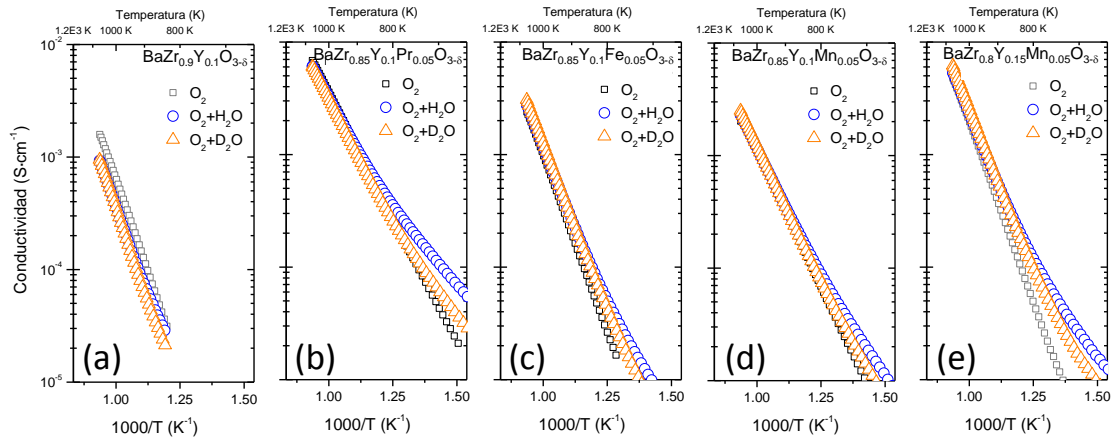 Temperatura (K)
1.2E3 K 1000 K 800 K
BaZr₀.₉Y₀.₁O₃₋δ
O₂
O₂+H₂O
O₂+D₂O
Conductividad (S·cm⁻¹)
10⁻²
10⁻³
10⁻⁴
10⁻⁵
(a)
1.00 1.25 1.50
1000/T (K⁻¹)
Temperatura (K)
1.2E3 K 1000 K 800 K
BaZr₀.₈₅Y₀.₁Pr₀.₀₅O₃₋δ
O₂
O₂+H₂O
O₂+D₂O
(b)
1.00 1.25 1.50
1000/T (K⁻¹)
Temperatura (K)
1.2E3 K 1000 K 800 K
BaZr₀.₈₅Y₀.₁Fe₀.₀₅O₃₋δ
O₂
O₂+H₂O
O₂+D₂O
(c)
1.00 1.25 1.50
1000/T (K⁻¹)
Temperatura (K)
1.2E3 K 1000 K 800 K
BaZr₀.₈₅Y₀.₁Mn₀.₀₅O₃₋δ
O₂
O₂+H₂O
O₂+D₂O
(d)
1.00 1.25 1.50
1000/T (K⁻¹)
Temperatura (K)
1.2E3 K 1000 K 800 K
BaZr₀.₈Y₀.₁₅Mn₀.₀₅O₃₋δ
O₂
O₂+H₂O
O₂+D₂O
(e)
1.00 1.25 1.50
1000/T (K⁻¹)